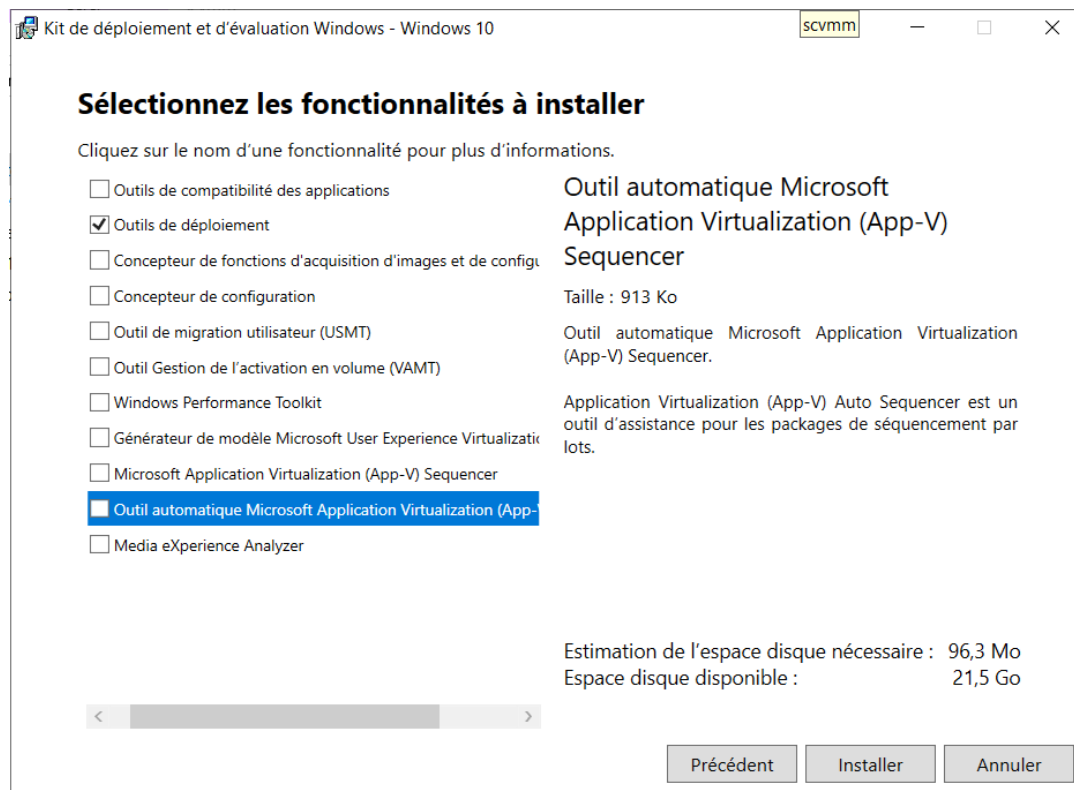 Kit de déploiement et d'évaluation Windows - Windows 10
scvmm
Sélectionnez les fonctionnalités à installer
Cliquez sur le nom d'une fonctionnalité pour plus d'informations.
Outils de compatibilité des applications
Outils de déploiement
Concepteur de fonctions d'acquisition d'images et de configu
Concepteur de configuration
Outil de migration utilisateur (USMT)
Outil Gestion de l'activation en volume (VAMT)
Windows Performance Toolkit
Générateur de modèle Microsoft User Experience Virtualizatic
Microsoft Application Virtualization (App-V) Sequencer
Outil automatique Microsoft Application Virtualization (App-V
Media eXperience Analyzer
Outil automatique Microsoft
Application Virtualization (App-V)
Sequencer
Taille : 913 Ko
Outil automatique Microsoft Application Virtualization
(App-V) Sequencer.
Application Virtualization (App-V) Auto Sequencer est un
outil d'assistance pour les packages de séquencement par
lots.
Estimation de l'espace disque nécessaire : 96,3 Mo
Espace disque disponible : 21,5 Go
Précédent
Installer
Annuler